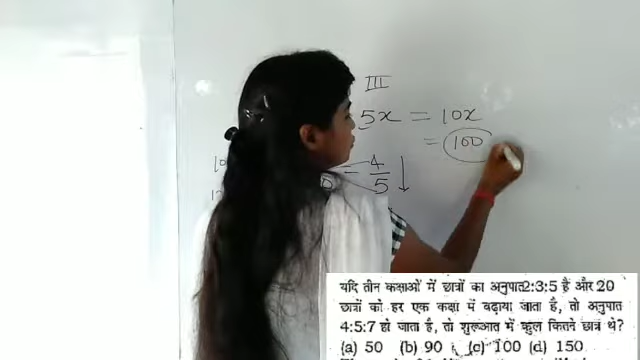 III
5x = 10x
= 100
10
= 4/5 ↓
यदि तीन कक्षाओं में छात्रों का अनुपात2:3:5 है और 20
छात्रों को हर एक कक्षा में बढ़ाया जाता है, तो अनुपात
4:5:7 हो जाता है, तो शुरूआत में कुल कितने छात्र थे?
(a) 50 (b) 90 (c) 100 (d) 150